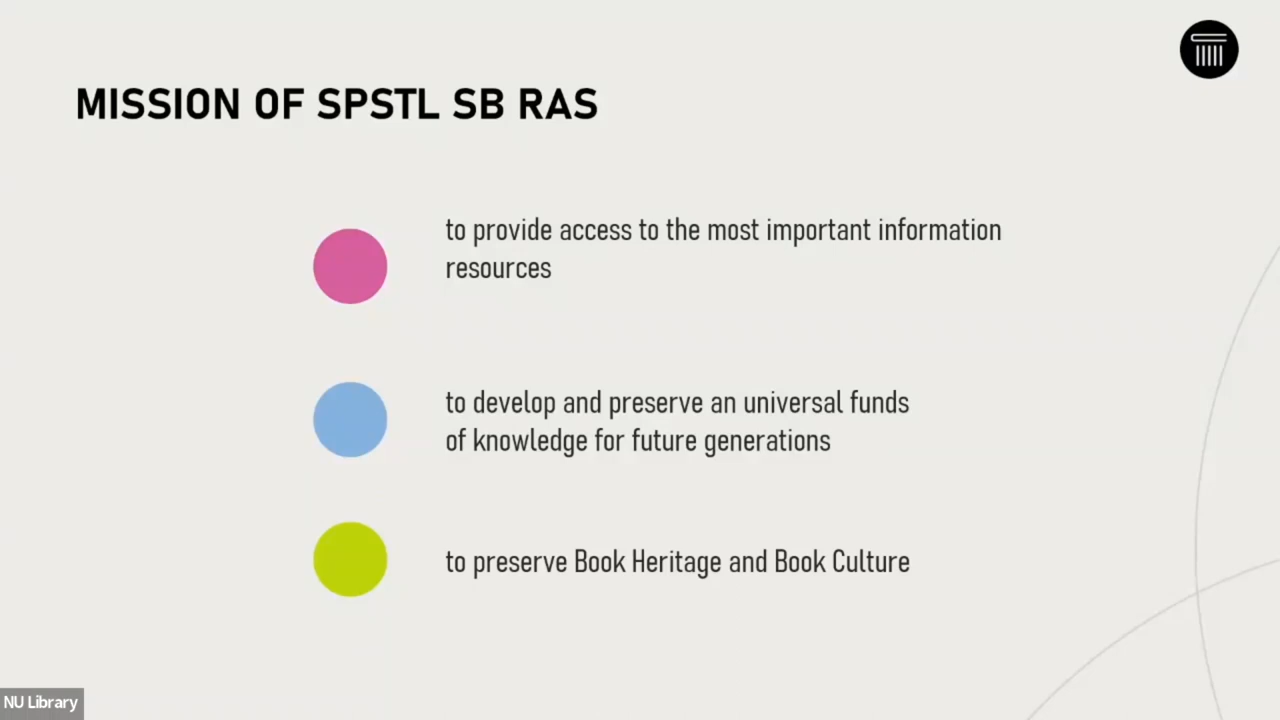 MISSION OF SPSTL SB RAS
to provide access to the most important information
resources
to develop and preserve an universal funds
of knowledge for future generations
to preserve Book Heritage and Book Culture
NU Library